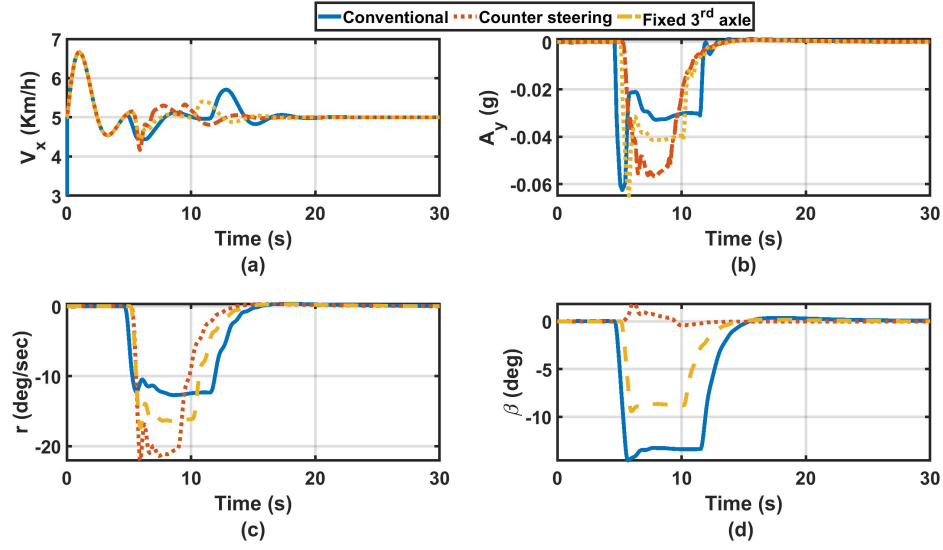 Conventional Counter steering Fixed 3rd axle
7
6
5
4
3
Vx (Km/h)
0 10 20 30
Time (s)
(a)
0
-0.02
-0.04
-0.06
Ay (g)
0 10 20 30
Time (s)
(b)
0
-10
-20
r (deg/sec)
0 10 20 30
Time (s)
(c)
0
-5
-10
β (deg)
0 10 20 30
Time (s)
(d)